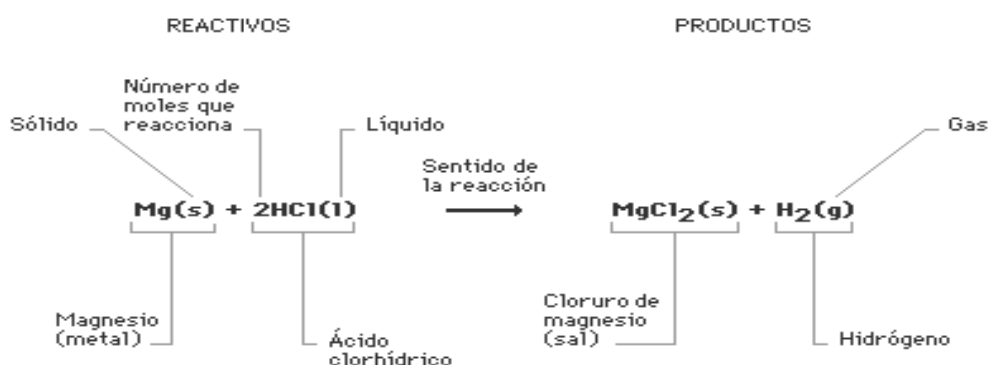 REACTIVOS
PRODUCTOS
Número de
moles que
reacciona
Sólido
Líquido
Gas
Sentido de
la reacción
Mg(s) + 2HCl(l)
MgCl2(s) + H2(g)
Magnesio
(metal)
Ácido
clorhídrico
Cloruro de
magnesio
(sal)
Hidrógeno